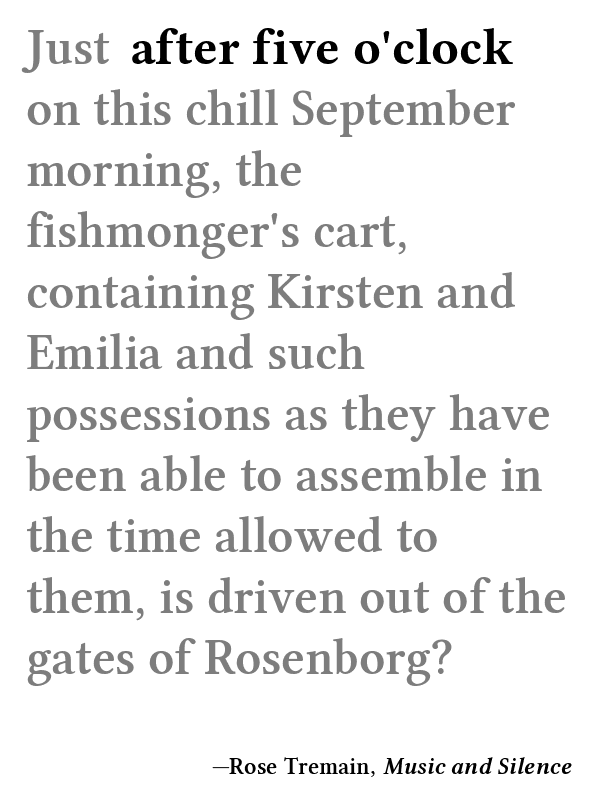 Just after five o'clock
on this chill September
morning, the
fishmonger's cart,
containing Kirsten and
Emilia and such
possessions as they have
been able to assemble in
the time allowed to
them, is driven out of the
gates of Rosenborg?
—Rose Tremain, Music and Silence